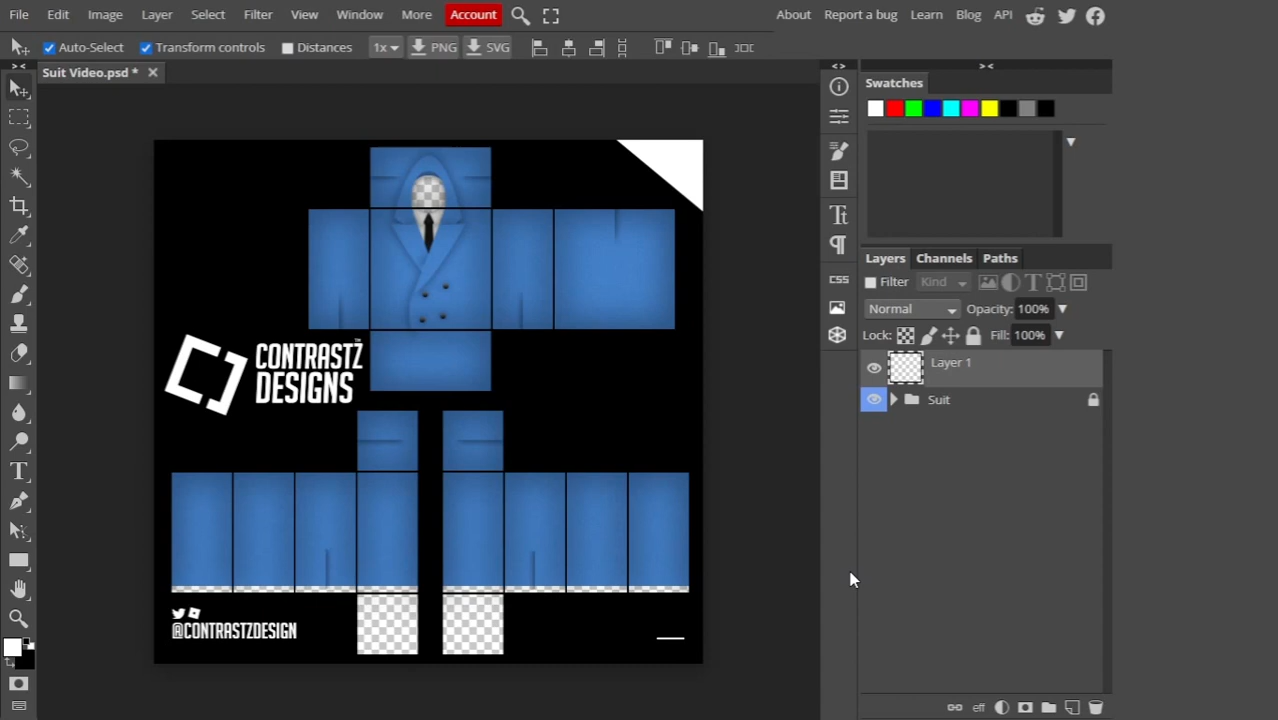 File Edit Image Layer Select Filter View Window More Account About Report a bug Learn Blog API
Auto-Select Transform controls Distances 1x PNG SVG
Suit Video.psd *
Swatches
CONTRASTZ™
DESIGNS
@CONTRASTZDESIGN
CSS
Layers Channels Paths
Filter Kind
Normal Opacity: 100%
Lock: Fill: 100%
Layer 1
Suit
eff